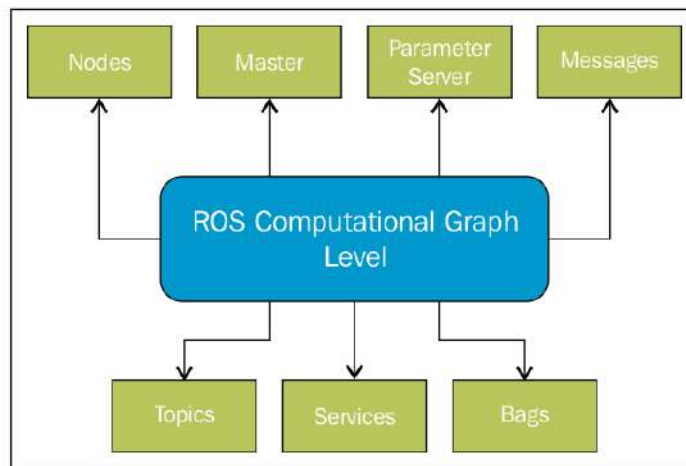 Nodes
Master
Parameter
Server
Messages
ROS Computational Graph
Level
Topics
Services
Bags